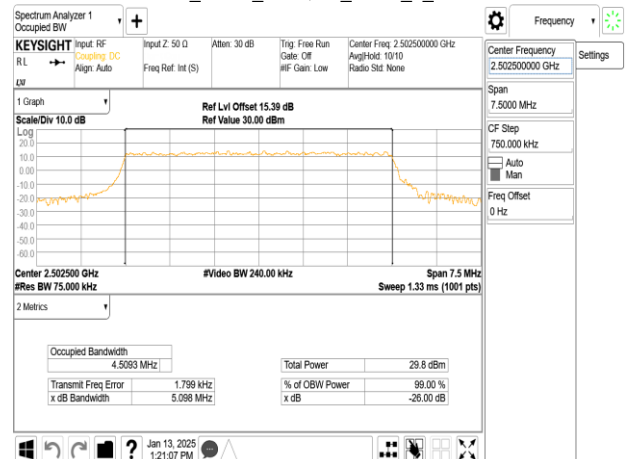 Spectrum Analyzer 1
Occupied BW
Frequency
KEYSIGHT
RL
LXI
Input: RF
Coupling: DC
Align: Auto
Input Z: 50 Ω
Freq Ref: Int (S)
Atten: 30 dB
Trig: Free Run
Gate: Off
#IF Gain: Low
Center Freq: 2.502500000 GHz
Avg|Hold: 10/10
Radio Std: None
Center Frequency
2.502500000 GHz
Settings
Span
7.5000 MHz
CF Step
750.000 kHz
Auto
Man
Freq Offset
0 Hz
1 Graph
Scale/Div 10.0 dB
Ref Lvl Offset 15.39 dB
Ref Value 30.00 dBm
Log
20.0
10.0
0.00
-10.0
-20.0
-30.0
-40.0
-50.0
-60.0
Center 2.502500 GHz
#Res BW 75.000 kHz
#Video BW 240.00 kHz
Span 7.5 MHz
Sweep 1.33 ms (1001 pts)
2 Metrics
Occupied Bandwidth
4.5093 MHz
Total Power 29.8 dBm
Transmit Freq Error 1.799 kHz
% of OBW Power 99.00 %
x dB Bandwidth 5.098 MHz
x dB -26.00 dB
?
Jan 13, 2025
1:21:07 PM